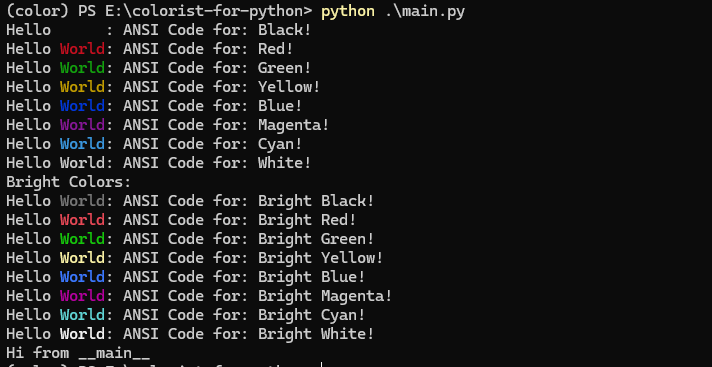 (color) PS E:\colorist-for-python> python .\main.py
Hello      : ANSI Code for: Black!
Hello World: ANSI Code for: Red!
Hello World: ANSI Code for: Green!
Hello World: ANSI Code for: Yellow!
Hello World: ANSI Code for: Blue!
Hello World: ANSI Code for: Magenta!
Hello World: ANSI Code for: Cyan!
Hello World: ANSI Code for: White!
Bright Colors:
Hello World: ANSI Code for: Bright Black!
Hello World: ANSI Code for: Bright Red!
Hello World: ANSI Code for: Bright Green!
Hello World: ANSI Code for: Bright Yellow!
Hello World: ANSI Code for: Bright Blue!
Hello World: ANSI Code for: Bright Magenta!
Hello World: ANSI Code for: Bright Cyan!
Hello World: ANSI Code for: Bright White!
Hi from __main__